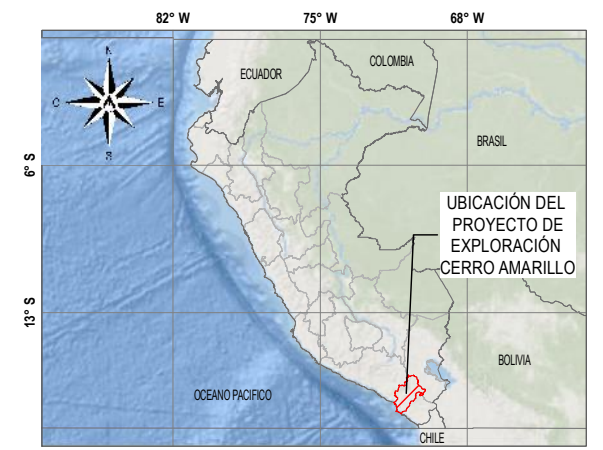 82° W
75° W
68° W
N
O
E
S
ECUADOR
COLOMBIA
BRASIL
6° S
UBICACIÓN DEL
PROYECTO DE
EXPLORACIÓN
CERRO AMARILLO
13° S
BOLIVIA
OCEANO PACIFICO
CHILE